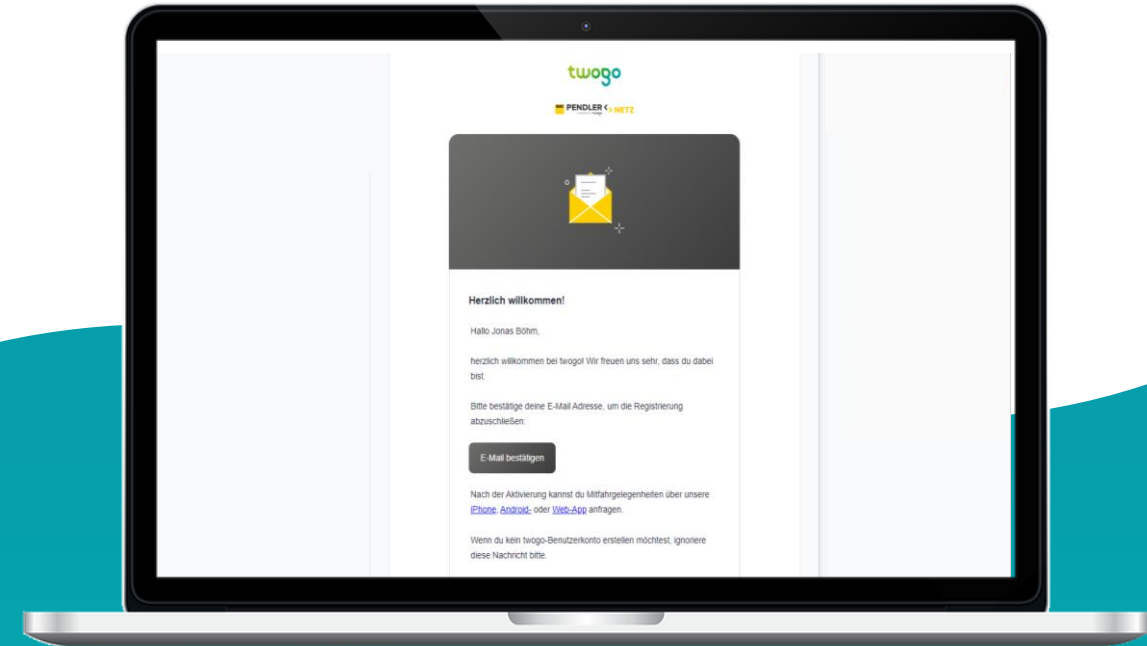 twogo
PENDLER
NETZ
Herzlich willkommen!
Hallo Jonas Böhm,
herzlich willkommen bei twogo! Wir freuen uns sehr, dass du dabei
bist.
Bitte bestätige deine E-Mail Adresse, um die Registrierung
abzuschließen:
E-Mail bestätigen
Nach der Aktivierung kannst du Mitfahrgelegenheiten über unsere
iPhone, Android- oder Web-App anfragen.
Wenn du kein twogo-Benutzerkonto erstellen möchtest, ignoriere
diese Nachricht bitte.